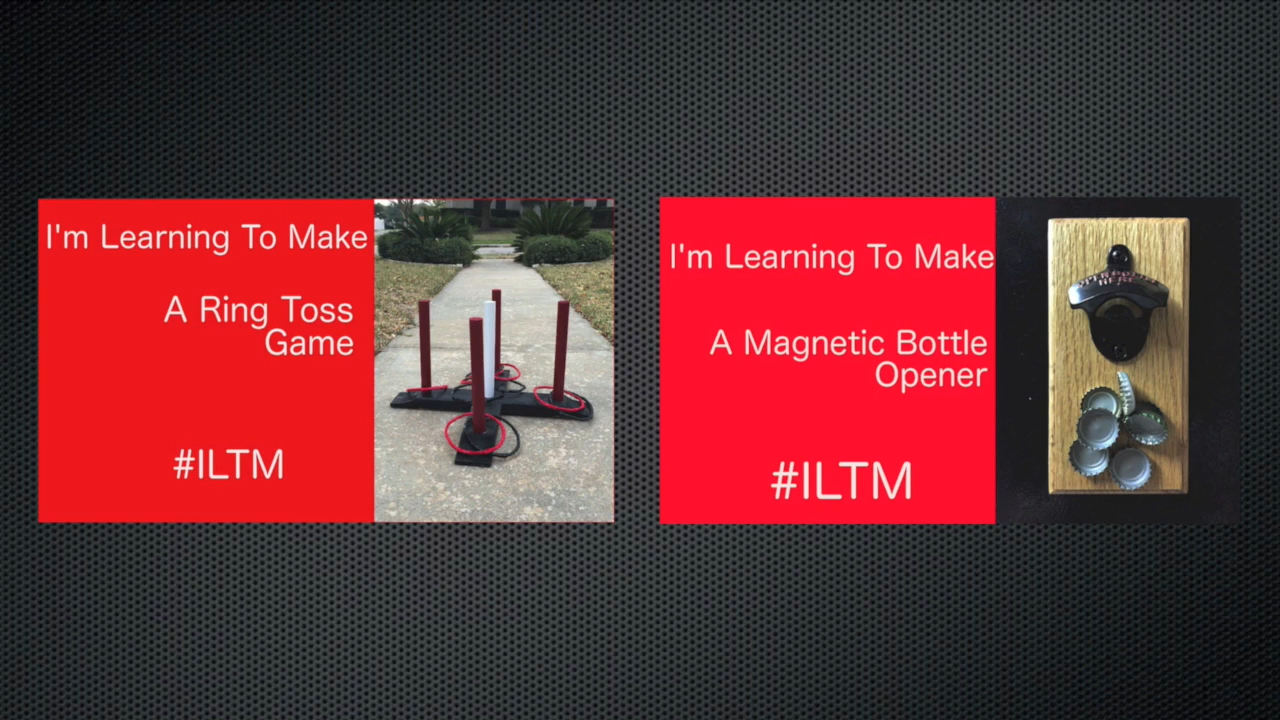 I'm Learning To Make
A Ring Toss
Game
#ILTM
I'm Learning To Make
A Magnetic Bottle
Opener
#ILTM